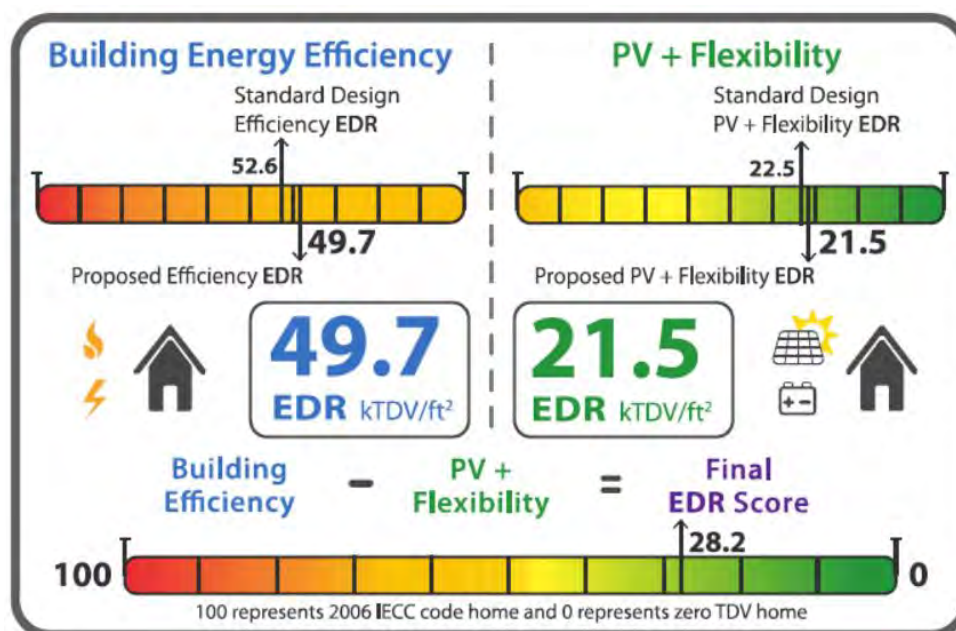 Building Energy Efficiency
Standard Design
Efficiency EDR
52.6
49.7
Proposed Efficiency EDR
49.7
EDR kTDV/ft²
PV + Flexibility
Standard Design
PV + Flexibility EDR
22.5
21.5
Proposed PV + Flexibility EDR
21.5
EDR kTDV/ft²
Building
Efficiency
-
PV +
Flexibility
=
Final
EDR Score
28.2
100
0
100 represents 2006 IECC code home and 0 represents zero TDV home